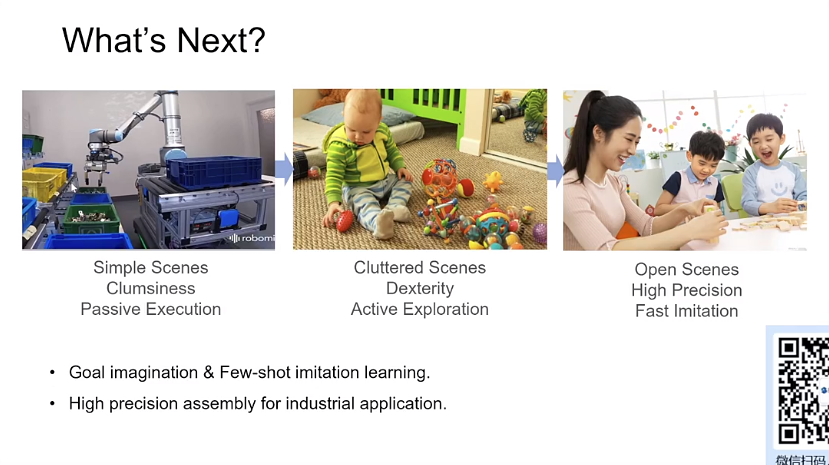 What's Next?
robomi
Simple Scenes
Clumsiness
Passive Execution
Cluttered Scenes
Dexterity
Active Exploration
Open Scenes
High Precision
Fast Imitation
• Goal imagination & Few-shot imitation learning.
• High precision assembly for industrial application.
微信扫码